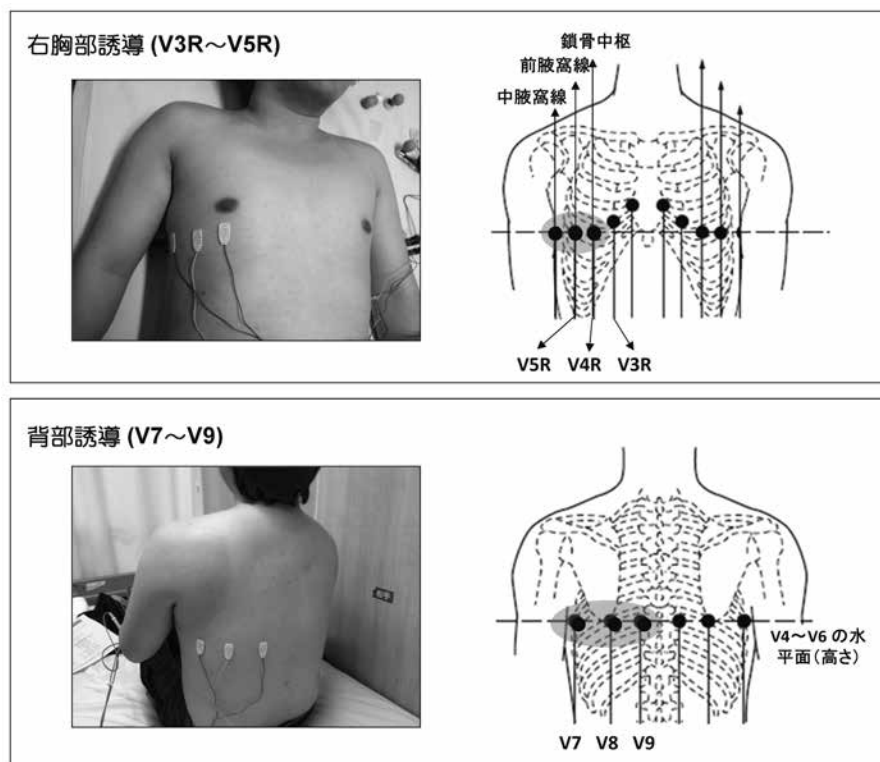 右胸部誘導 (V3R～V5R)
鎖骨中枢
前腋窩線
中腋窩線
V5R V4R V3R
背部誘導 (V7～V9)
V4～V6 の水
平面(高さ)
V7 V8 V9